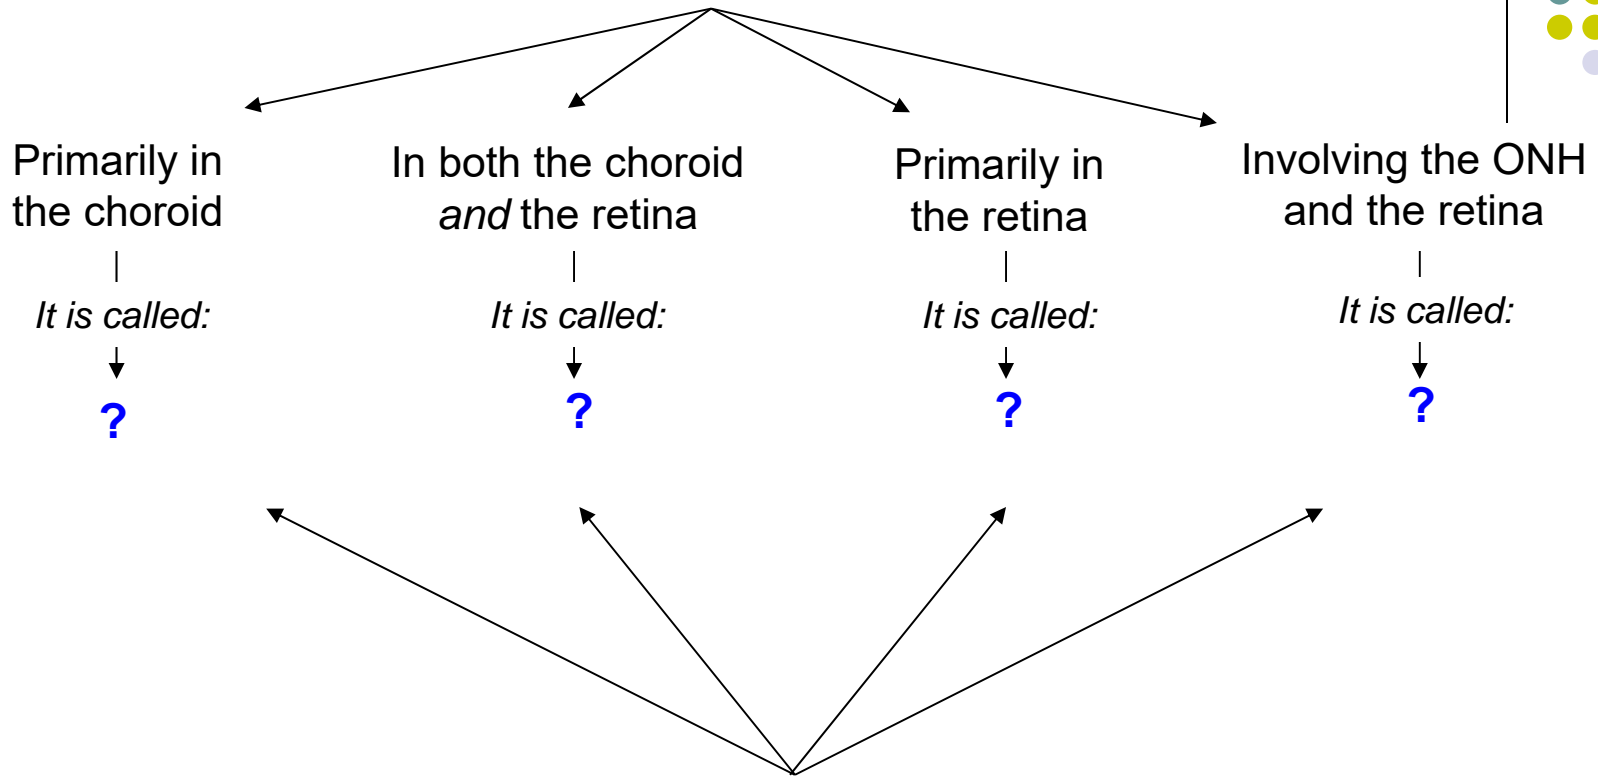 Primarily in
the choroid
In both the choroid
and the retina
Primarily in
the retina
Involving the ONH
and the retina
It is called:
It is called:
It is called:
It is called:
?
?
?
?